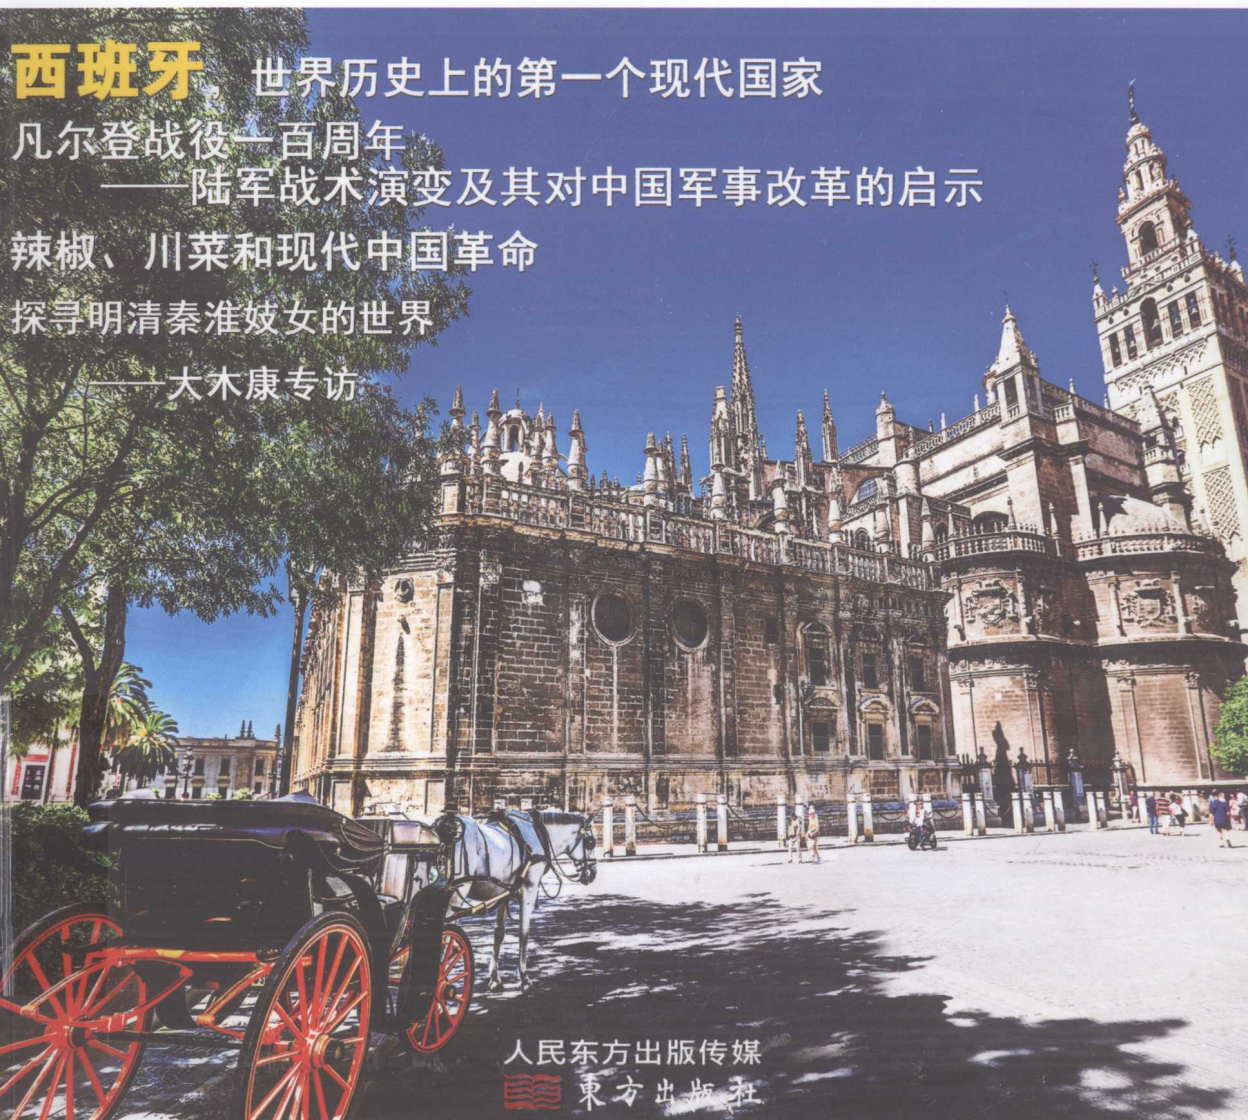 西班牙，世界历史上的第一个现代国家
凡尔登战役一百周年
——陆军战术演变及其对中国军事改革的启示
辣椒、川菜和现代中国革命
探寻明清秦淮妓女的世界
——大木康专访
人民东方出版传媒
東方出版社